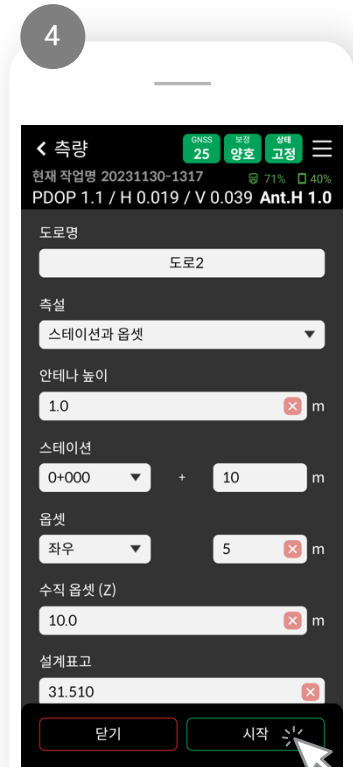 4
측량
GNSS 25 보정 양호 상태 고정
현재 작업명 20231130-1317 71% 40%
PDOP 1.1 / H 0.019 / V 0.039 Ant.H 1.0
도로명
도로2
측설
스테이션과 옵셋
안테나 높이
1.0 m
스테이션
0+000 + 10 m
옵셋
좌우 5 m
수직 옵셋 (Z)
10.0 m
설계표고
31.510
닫기 시작